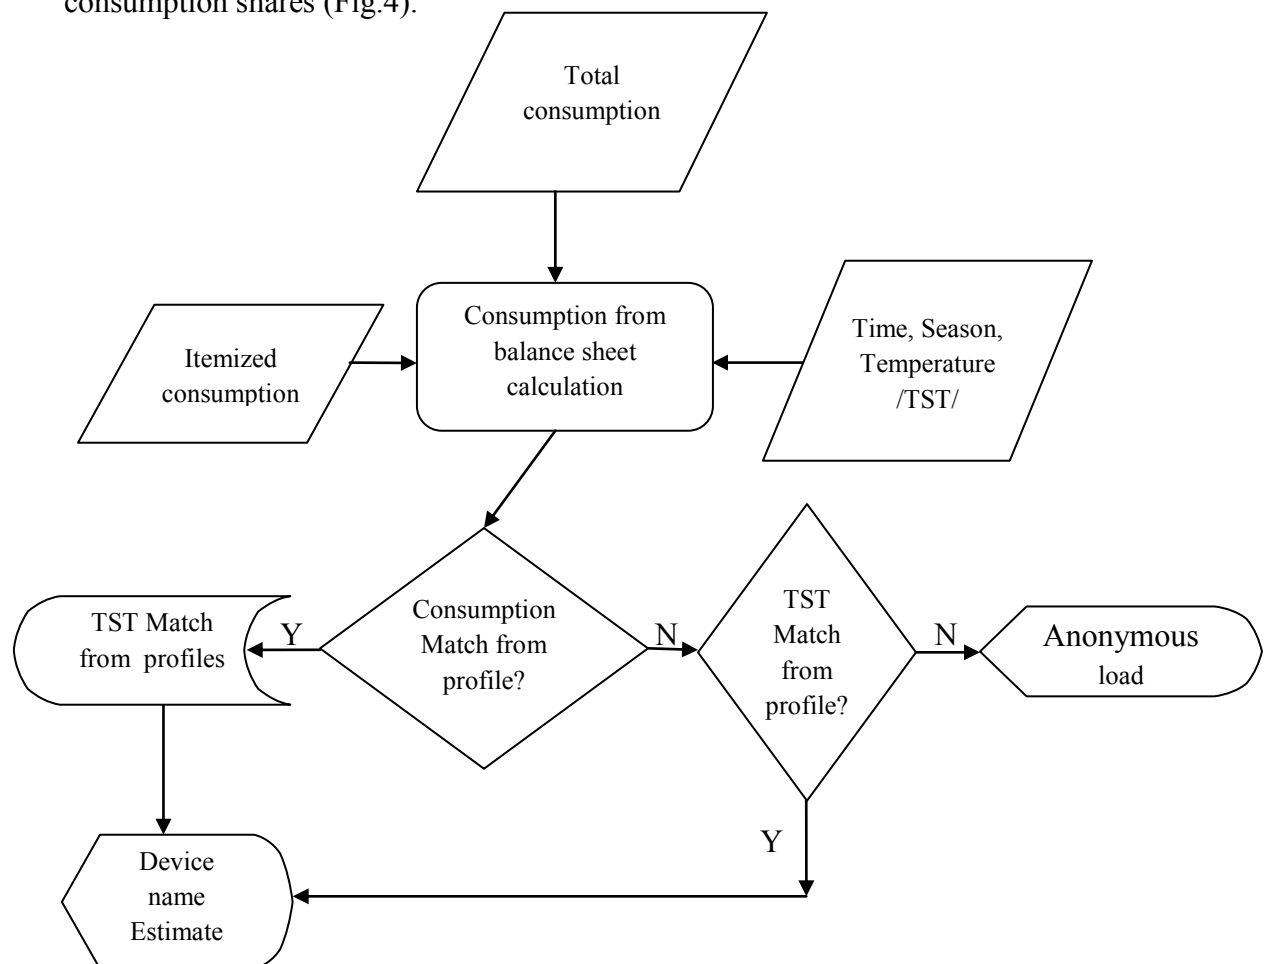 consumption shares (Fig.4).
Total
consumption
Consumption from
balance sheet
calculation
Itemized
consumption
Time, Season,
Temperature
/TST/
TST Match
from profiles
Y
Consumption
Match from
profile?
N
TST
Match
from
profile?
N
Anonymous
load
Y
Device
name
Estimate